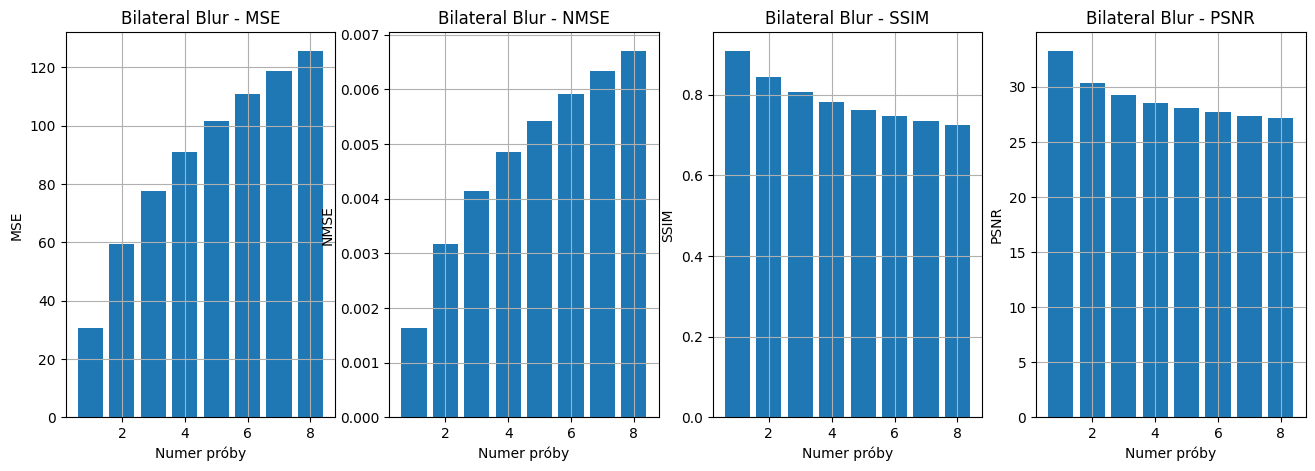 Bilateral Blur - MSE
MSE
120
100
80
60
40
20
0
2 4 6 8
Numer próby
Bilateral Blur - NMSE
NMSE
0.007
0.006
0.005
0.004
0.003
0.002
0.001
0.000
2 4 6 8
Numer próby
Bilateral Blur - SSIM
SSIM
0.8
0.6
0.4
0.2
0.0
2 4 6 8
Numer próby
Bilateral Blur - PSNR
PSNR
30
25
20
15
10
5
0
2 4 6 8
Numer próby